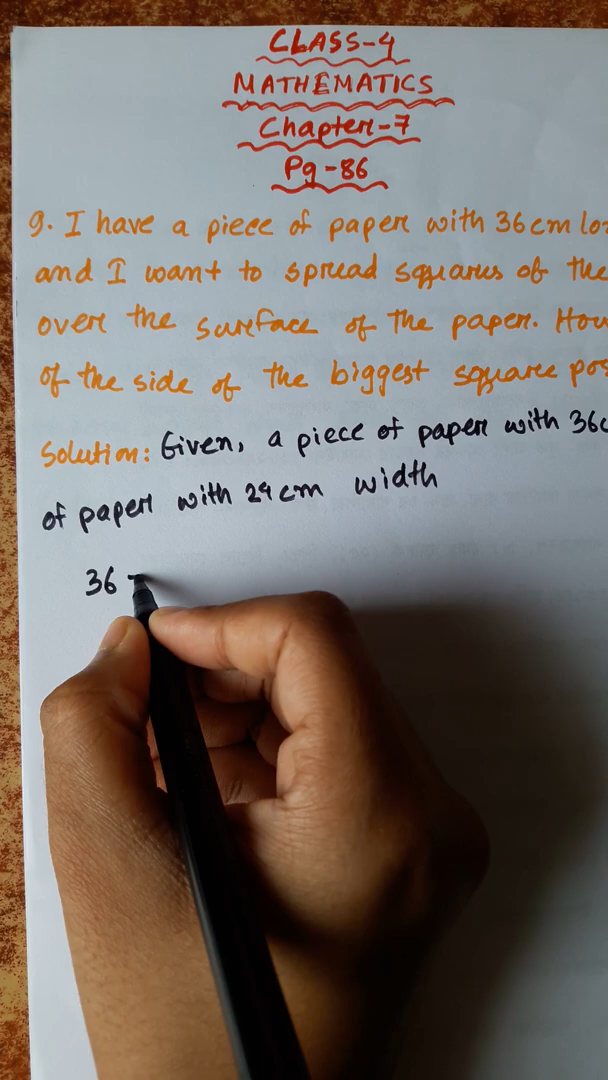 CLASS-4
MATHEMATICS
Chapter-7
Pg-86
9. I have a piece of paper with 36cm
and I want to spread squares of the
over the surface of the paper. How
of the side of the biggest square
Solution: Given, a piece of paper with 36c
of paper with 24cm width
36